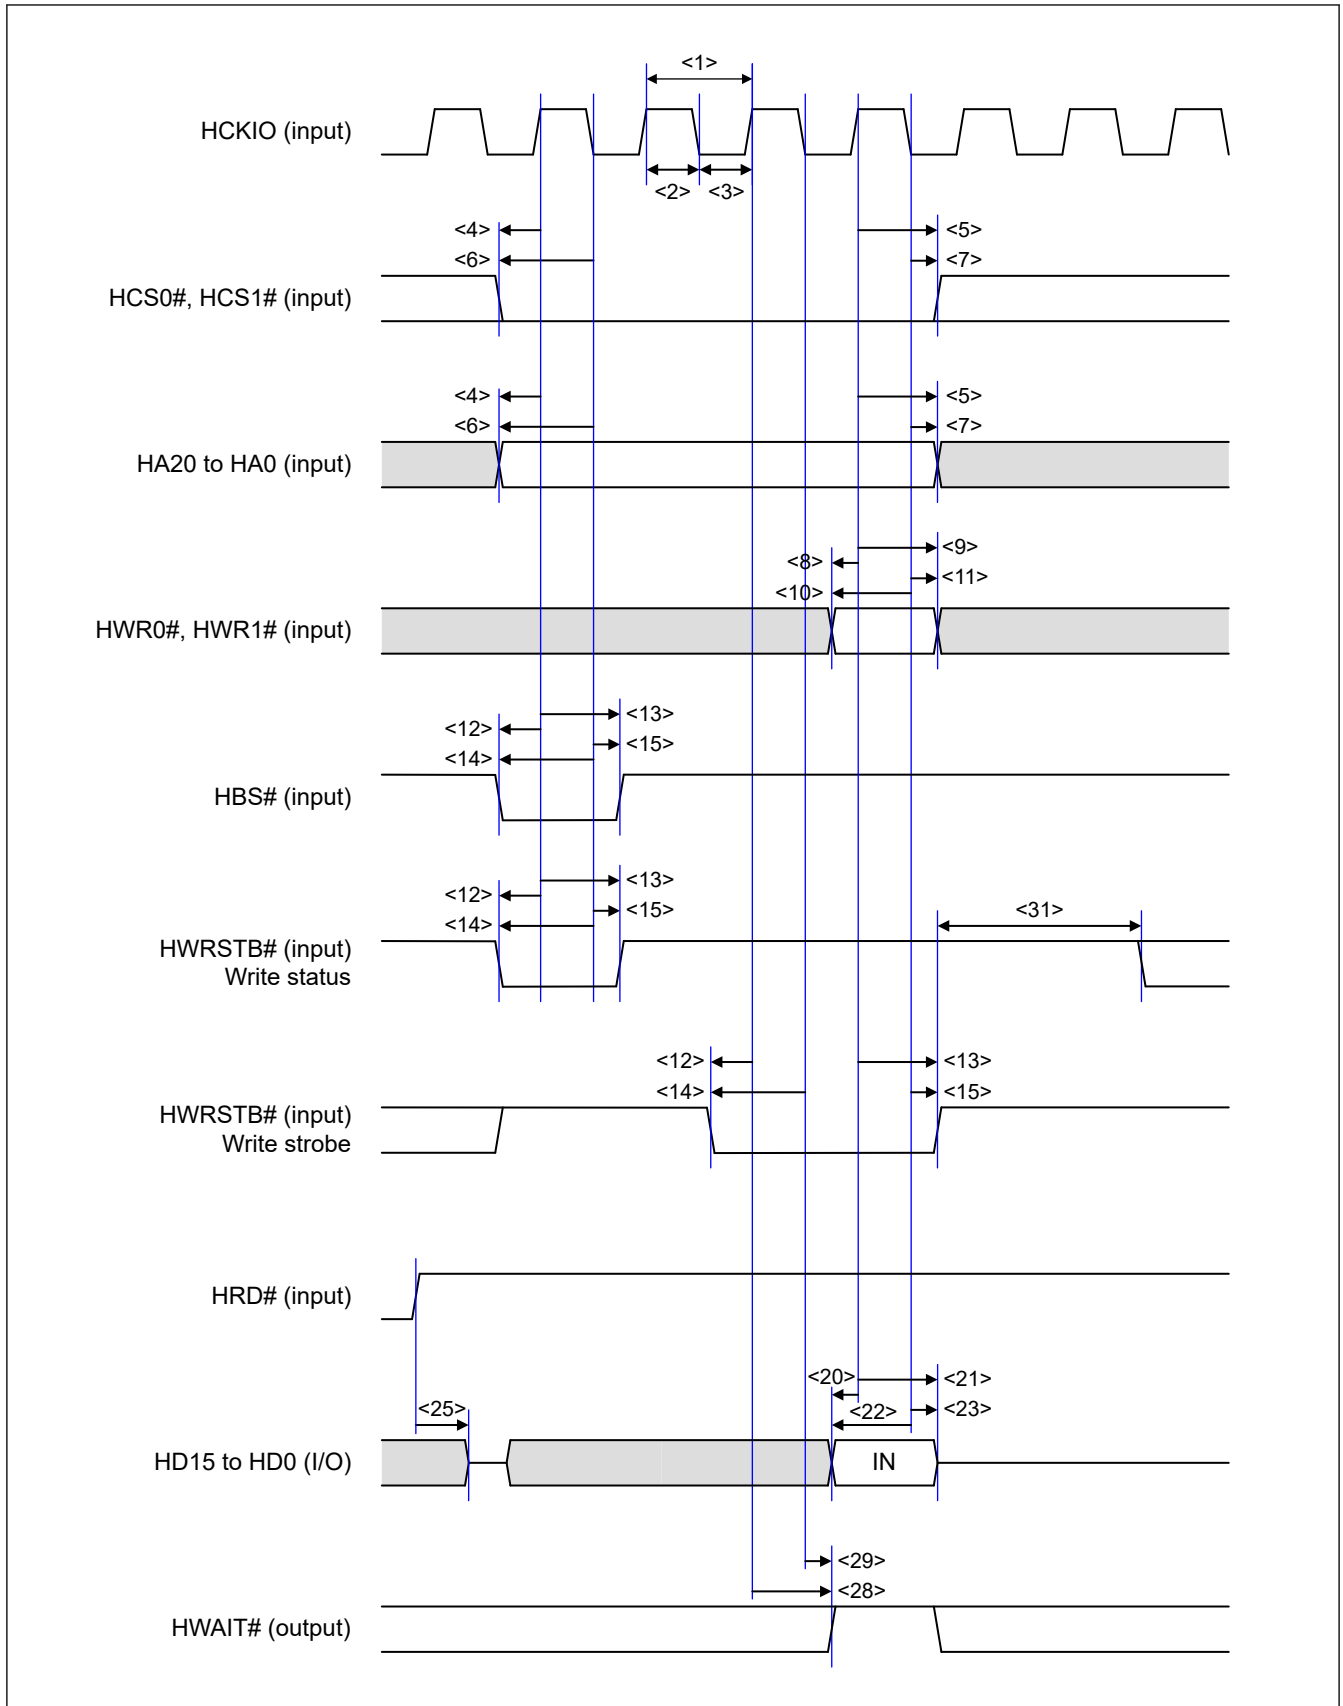 <1>
HCKIO (input)
<2> <3>
<4> <5>
<6> <7>
HCS0#, HCS1# (input)
<4> <5>
<6> <7>
HA20 to HA0 (input)
<9>
<8>
<11>
<10>
HWR0#, HWR1# (input)
<13>
<12>
<15>
<14>
HBS# (input)
<13>
<12>
<15> <31>
<14>
HWRSTB# (input)
Write status
<12> <13>
<14> <15>
HWRSTB# (input)
Write strobe
HRD# (input)
<20> <21>
<25> <22> <23>
HD15 to HD0 (I/O) IN
<29>
<28>
HWAIT# (output)